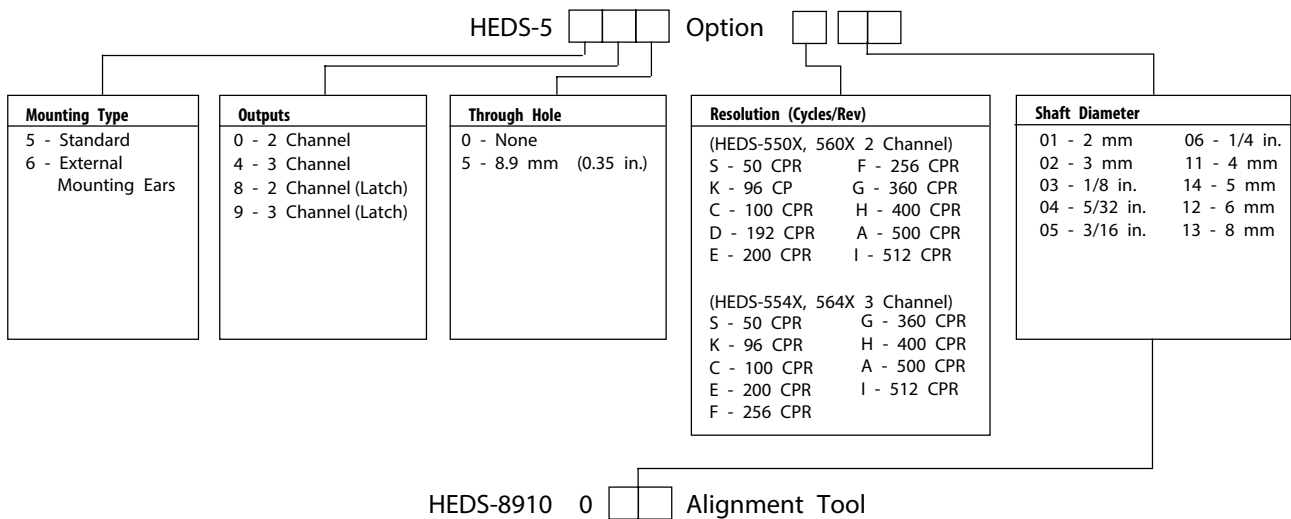 HEDS-5 Option
Mounting Type
5 - Standard
6 - External
Mounting Ears
Outputs
0 - 2 Channel
4 - 3 Channel
8 - 2 Channel (Latch)
9 - 3 Channel (Latch)
Through Hole
0 - None
5 - 8.9 mm (0.35 in.)
Resolution (Cycles/Rev)
(HEDS-550X, 560X 2 Channel)
S - 50 CPR F - 256 CPR
K - 96 CP G - 360 CPR
C - 100 CPR H - 400 CPR
D - 192 CPR A - 500 CPR
E - 200 CPR I - 512 CPR
(HEDS-554X, 564X 3 Channel)
S - 50 CPR G - 360 CPR
K - 96 CPR H - 400 CPR
C - 100 CPR A - 500 CPR
E - 200 CPR I - 512 CPR
F - 256 CPR
Shaft Diameter
01 - 2 mm 06 - 1/4 in.
02 - 3 mm 11 - 4 mm
03 - 1/8 in. 14 - 5 mm
04 - 5/32 in. 12 - 6 mm
05 - 3/16 in. 13 - 8 mm
HEDS-8910 0 Alignment Tool